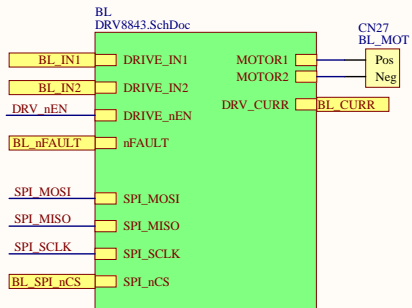 BL
DRV8843.SchDoc
CN27
BL_MOT
BL_IN1
DRIVE_IN1
MOTOR1
Pos
BL_IN2
DRIVE_IN2
MOTOR2
Neg
DRV_nEN
DRIVE_nEN
DRV_CURR
BL_CURR
BL_nFAULT
nFAULT
SPI_MOSI
SPI_MOSI
SPI_MISO
SPI_MISO
SPI_SCLK
SPI_SCLK
BL_SPI_nCS
SPI_nCS